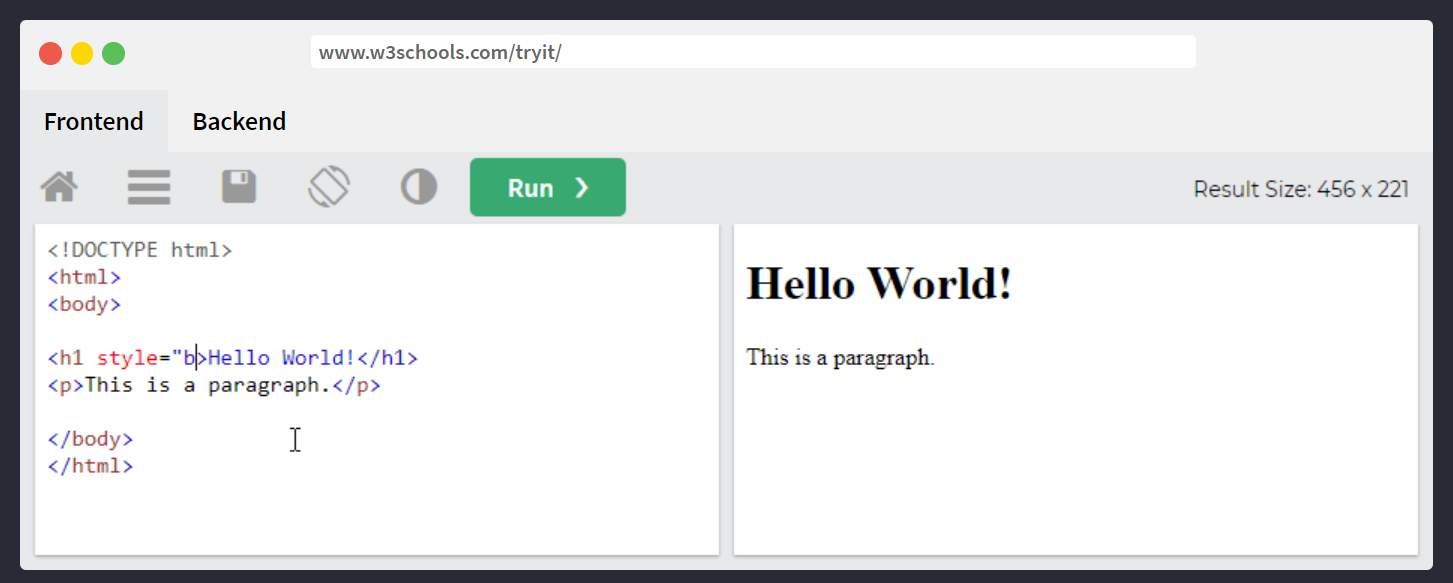 www.w3schools.com/tryit/
Frontend Backend
Run ❯ Result Size: 456 x 221
<!DOCTYPE html>
<html>
<body>
<h1 style="b>Hello World!</h1>
<p>This is a paragraph.</p>
</body>
</html>
Hello World!
This is a paragraph.